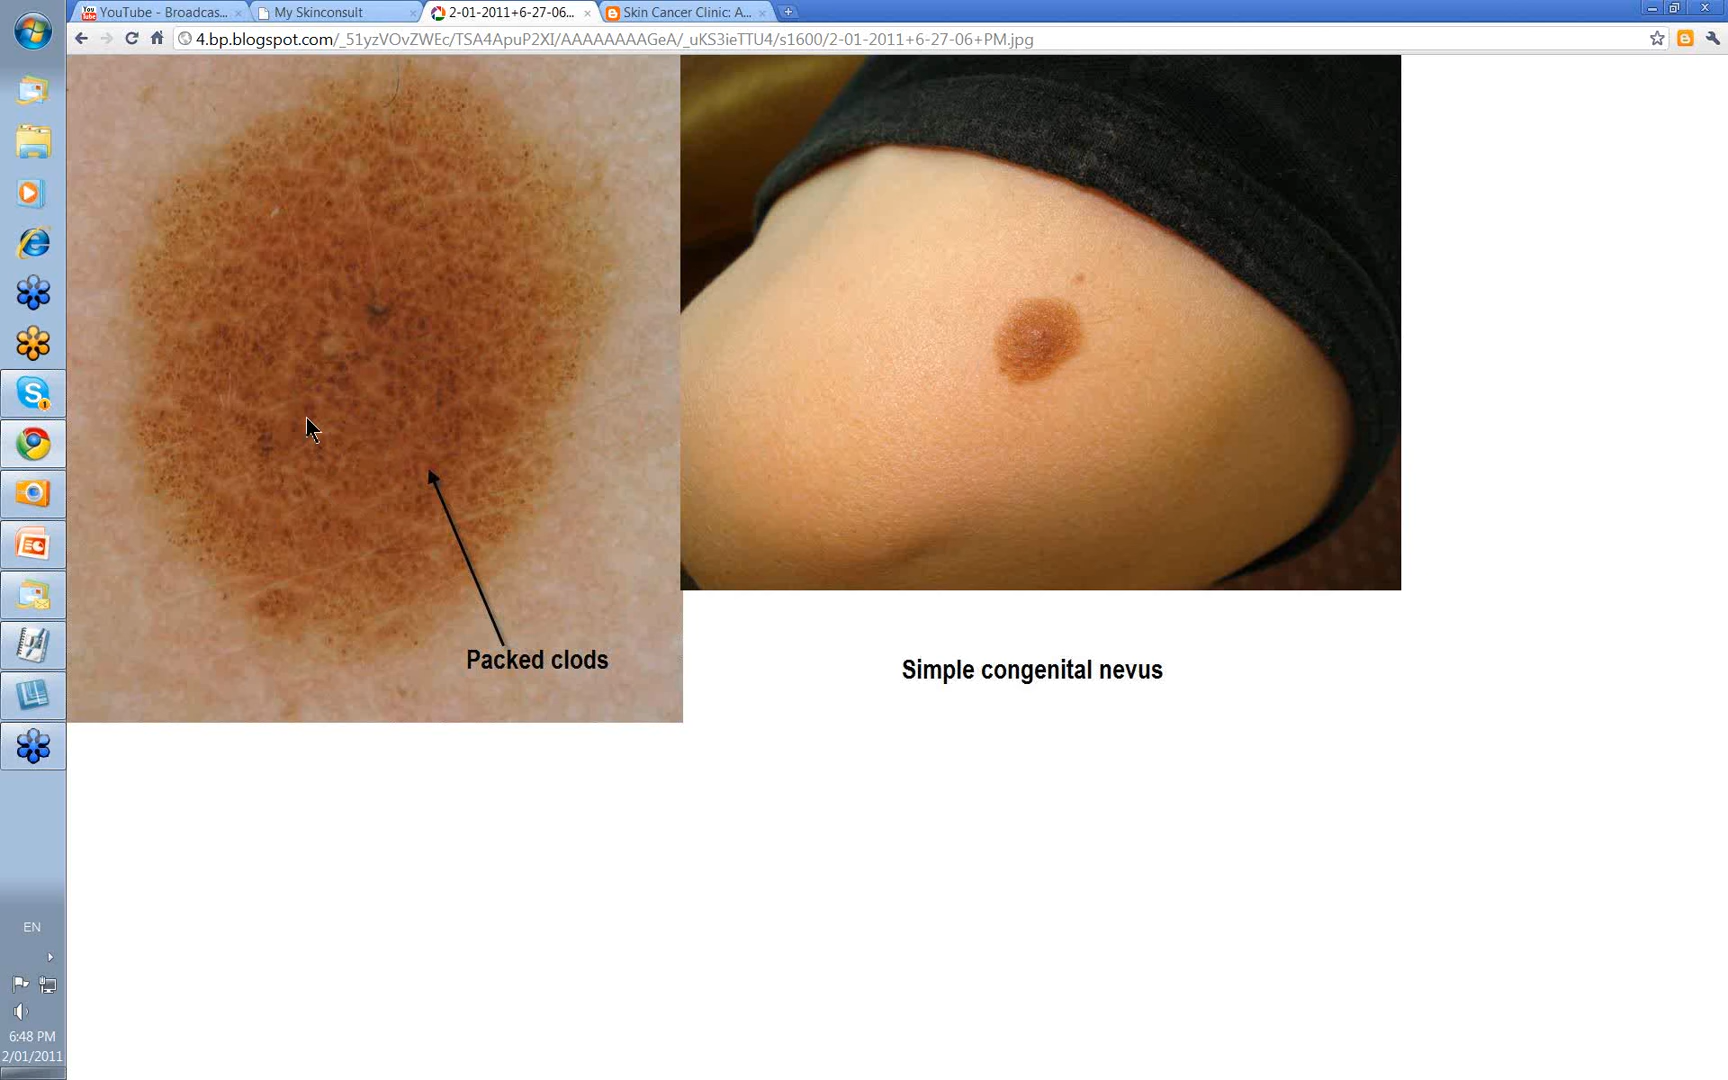 YouTube - Broadcas...
My Skinconsult
2-01-2011+6-27-06...
Skin Cancer Clinic: A...
4.bp.blogspot.com/_51yzVOvZWEc/TSA4ApuP2XI/AAAAAAAAGeA/_uKS3ieTTU4/s1600/2-01-2011+6-27-06+PM.jpg
Packed clods
Simple congenital nevus
EN
6:48 PM
2/01/2011